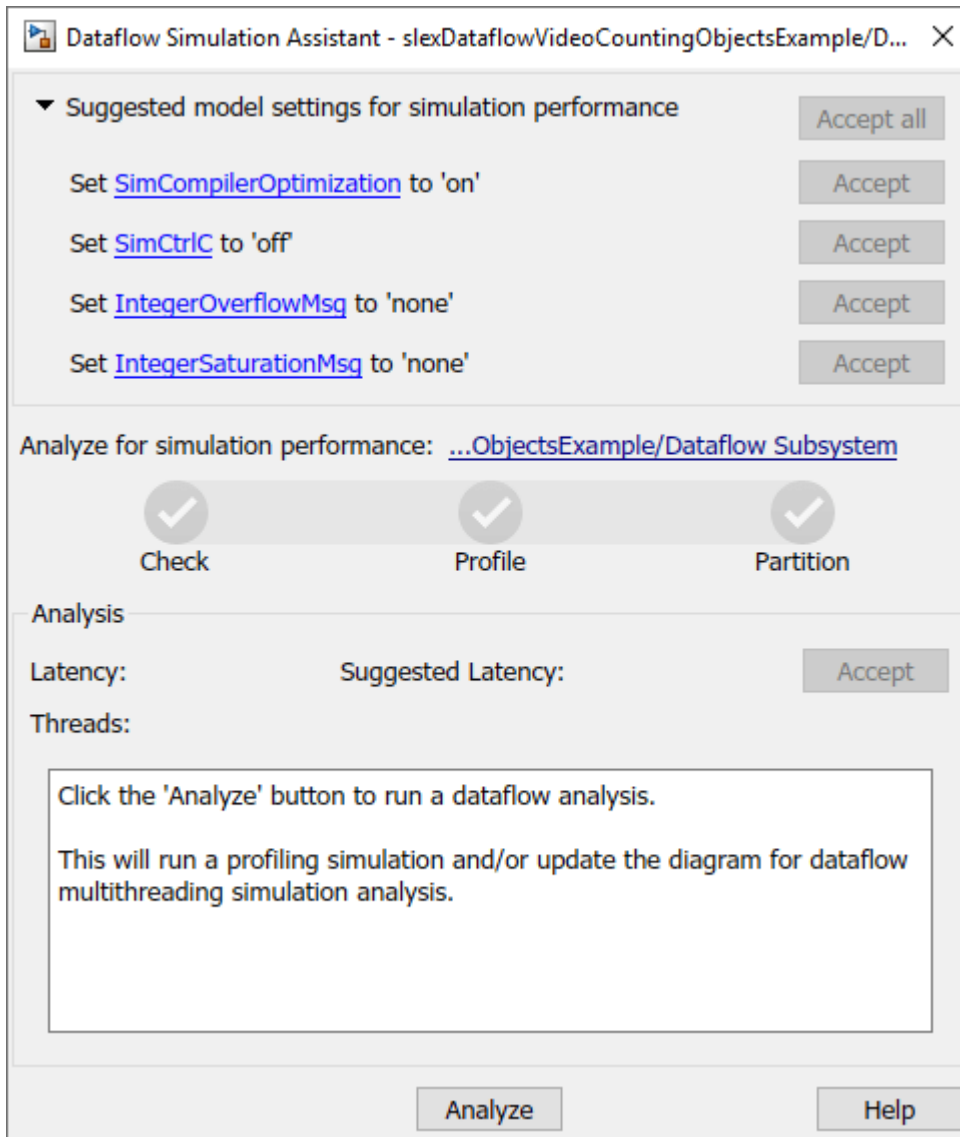 Dataflow Simulation Assistant - slexDataflowVideoCountingObjectsExample/D...
Suggested model settings for simulation performance
Accept all
Set SimCompilerOptimization to 'on'
Accept
Set SimCtrlC to 'off'
Accept
Set IntegerOverflowMsg to 'none'
Accept
Set IntegerSaturationMsg to 'none'
Accept
Analyze for simulation performance: ...ObjectsExample/Dataflow Subsystem
Check
Profile
Partition
Analysis
Latency:
Suggested Latency:
Accept
Threads:
Click the 'Analyze' button to run a dataflow analysis.
This will run a profiling simulation and/or update the diagram for dataflow
multithreading simulation analysis.
Analyze
Help